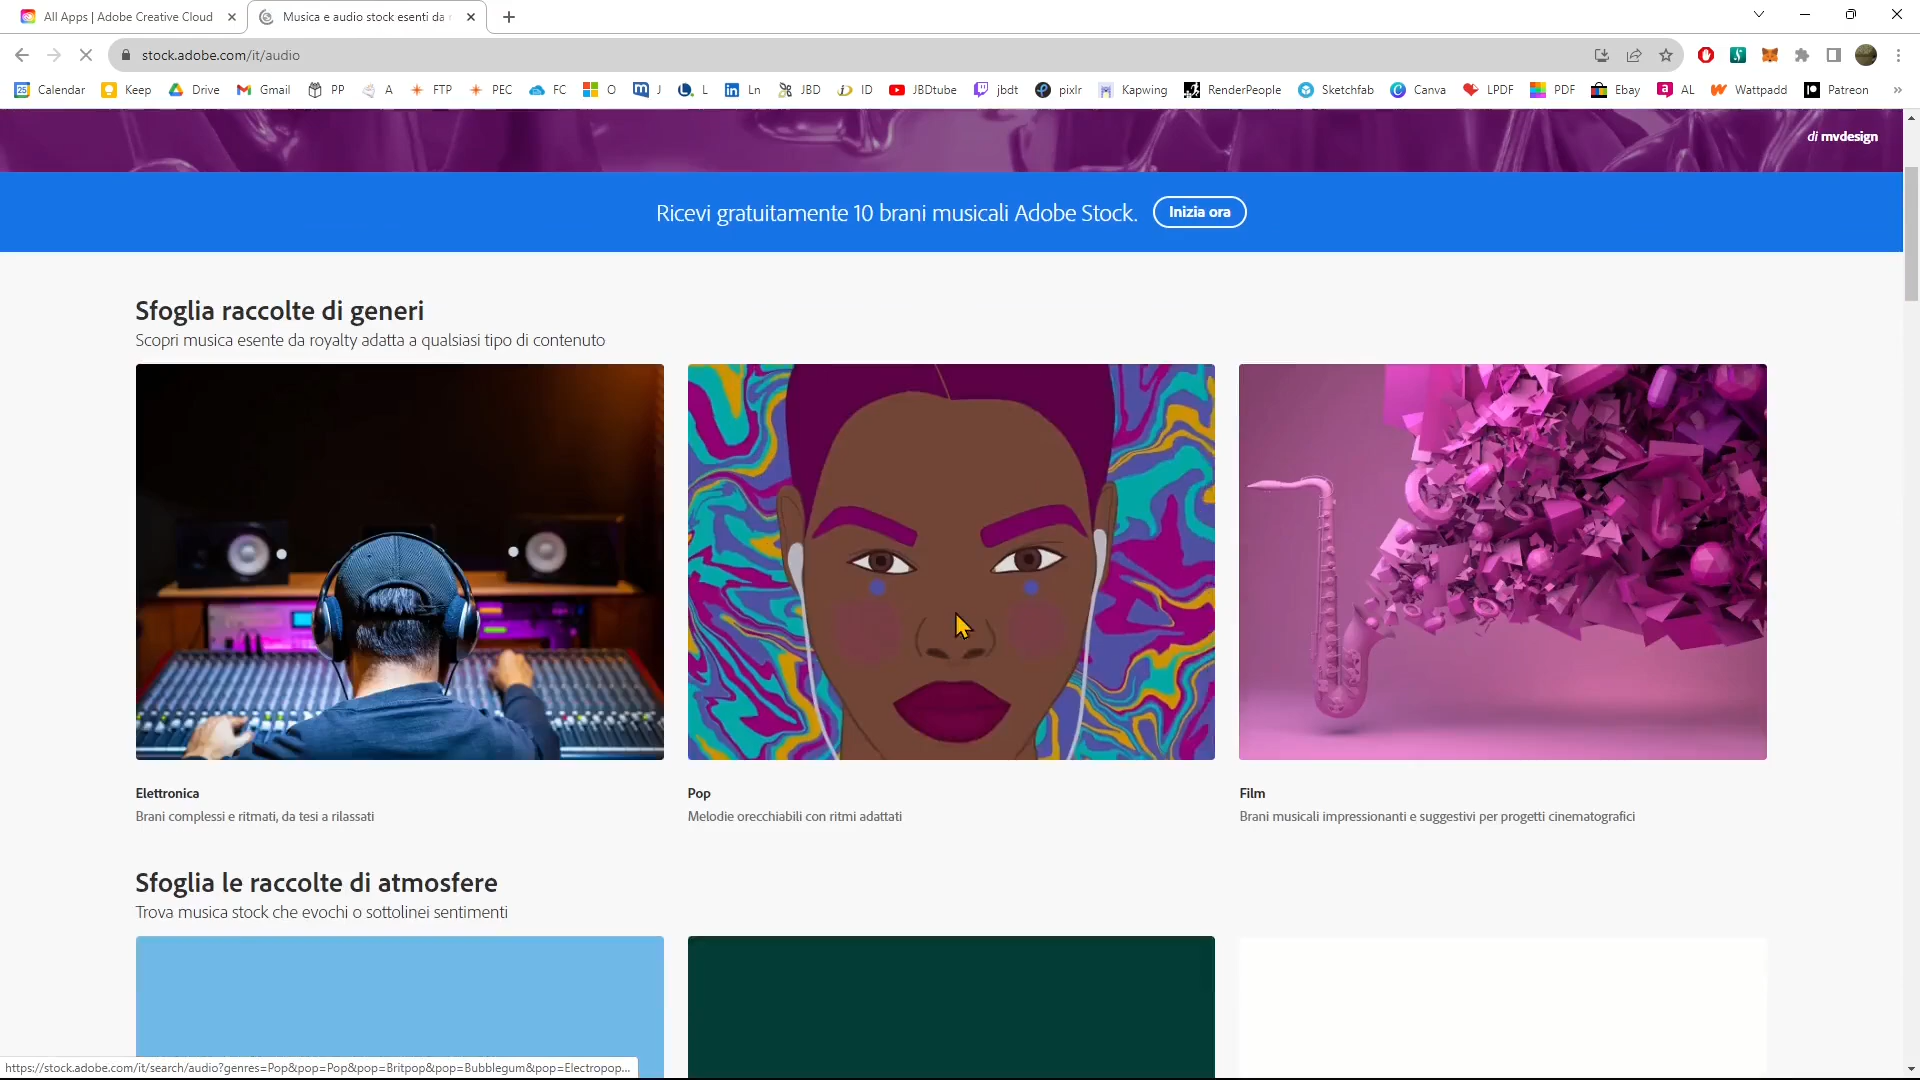 All Apps | Adobe Creative Cloud
Musica e audio stock esenti da r
stock.adobe.com/it/audio
25
Calendar
Keep
Drive
Gmail
PP
A
FTP
PEC
FC
O
J
L
Ln
JBD
ID
JBDtube
jbdt
pixlr
Kapwing
RenderPeople
Sketchfab
Canva
LPDF
PDF
Ebay
AL
Wattpadd
Patreon
»
di mvdesign
Ricevi gratuitamente 10 brani musicali Adobe Stock.
Inizia ora
Sfoglia raccolte di generi
Scopri musica esente da royalty adatta a qualsiasi tipo di contenuto
Elettronica
Brani complessi e ritmati, da tesi a rilassati
Pop
Melodie orecchiabili con ritmi adattati
Film
Brani musicali impressionanti e suggestivi per progetti cinematografici
Sfoglia le raccolte di atmosfere
Trova musica stock che evochi o sottolinei sentimenti
https://stock.adobe.com/it/search/audio?genres=Pop&pop=Pop&pop=Britpop&pop=Bubblegum&pop=Electropop...